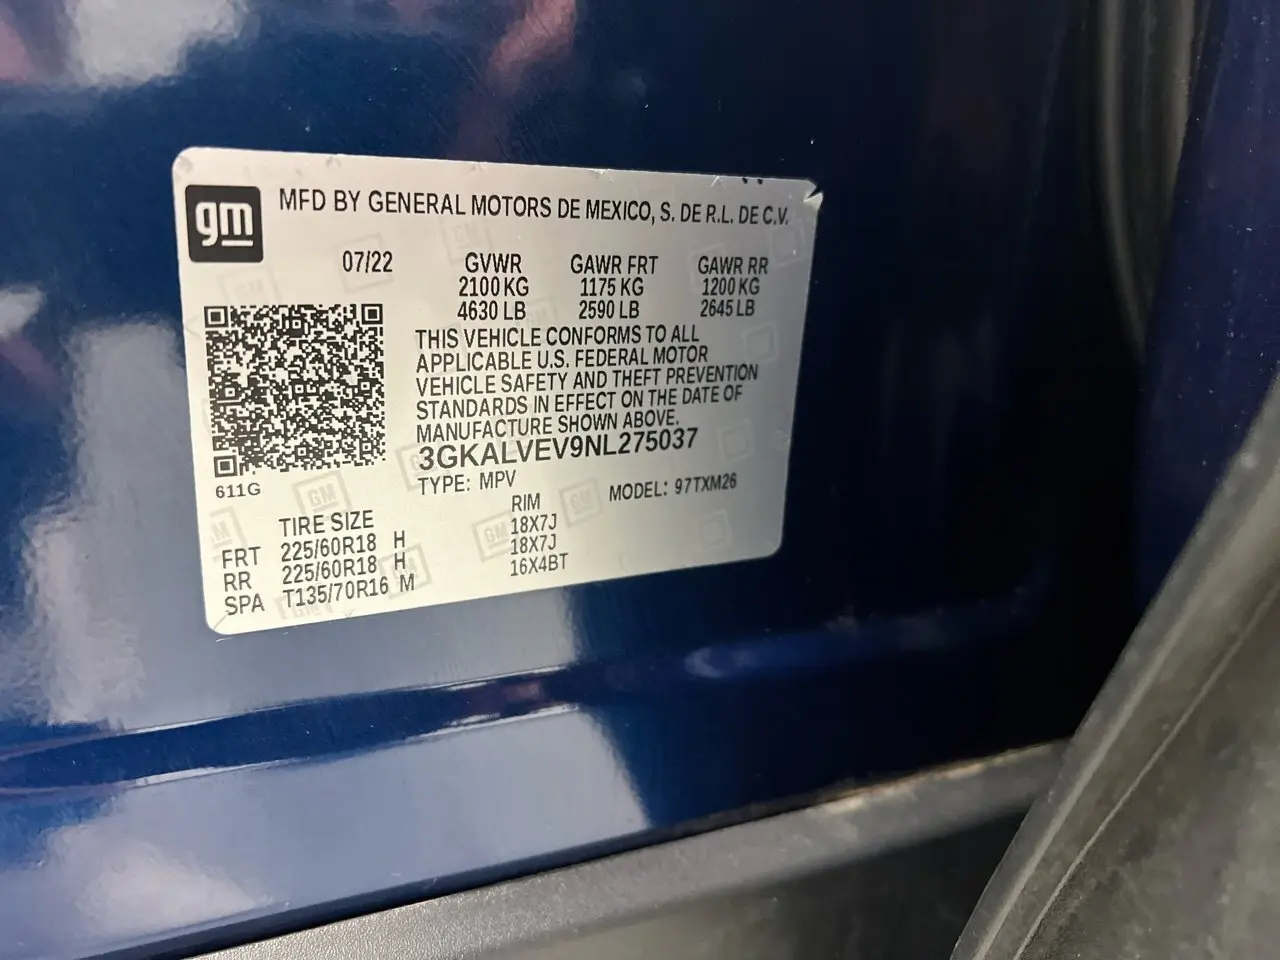 gm
MFD BY GENERAL MOTORS DE MEXICO, S. DE R.L. DE C.V.
07/22 GVWR GAWR FRT GAWR RR
2100 KG 1175 KG 1200 KG
4630 LB 2590 LB 2645 LB
THIS VEHICLE CONFORMS TO ALL
APPLICABLE U.S. FEDERAL MOTOR
VEHICLE SAFETY AND THEFT PREVENTION
STANDARDS IN EFFECT ON THE DATE OF
MANUFACTURE SHOWN ABOVE.
3GKALVEV9NL275037
611G
TYPE: MPV MODEL: 97TXM26
TIRE SIZE RIM
FRT 225/60R18 H 18X7J
RR 225/60R18 H 18X7J
SPA T135/70R16 M 16X4BT